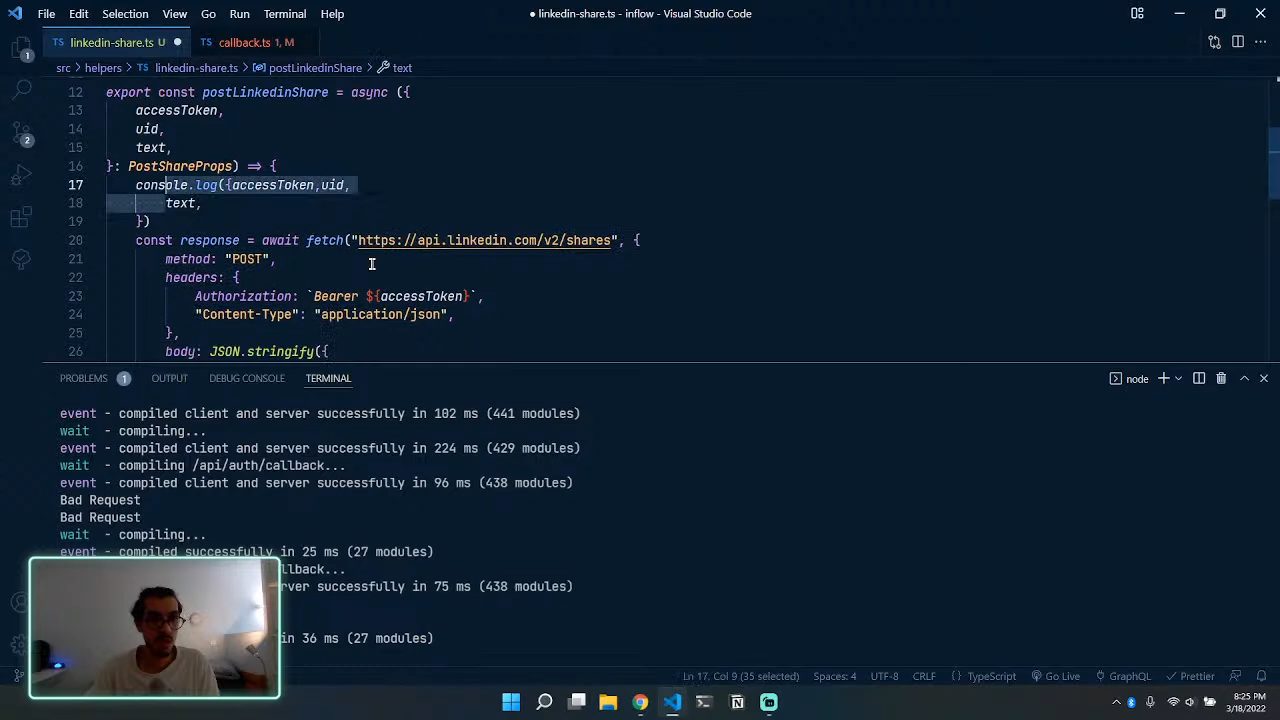 File Edit Selection View Go Run Terminal Help
● linkedin-share.ts - inflow - Visual Studio Code
TS linkedin-share.ts U ●
TS callback.ts 1, M
src > helpers > TS linkedin-share.ts > postLinkedinShare > text
12 export const postLinkedinShare = async ({
13 accessToken,
14 uid,
15 text,
16 }: PostShareProps) => {
17 console.log({accessToken,uid,
18 text,
19 })
20 const response = await fetch("https://api.linkedin.com/v2/shares", {
21 method: "POST",
22 headers: {
23 Authorization: `Bearer ${accessToken}`,
24 "Content-Type": "application/json",
25 },
26 body: JSON.stringify({
1
2
PROBLEMS 1 OUTPUT DEBUG CONSOLE TERMINAL
node
event - compiled client and server successfully in 102 ms (441 modules)
wait - compiling...
event - compiled client and server successfully in 224 ms (429 modules)
wait - compiling /api/auth/callback...
event - compiled client and server successfully in 96 ms (438 modules)
Bad Request
Bad Request
wait - compiling...
event - compiled successfully in 25 ms (27 modules)
llback...
rver successfully in 75 ms (438 modules)
in 36 ms (27 modules)
Ln 17, Col 9 (35 selected) Spaces: 4 UTF-8 CRLF {} TypeScript Go Live GraphQL Prettier
8:25 PM
3/18/2022